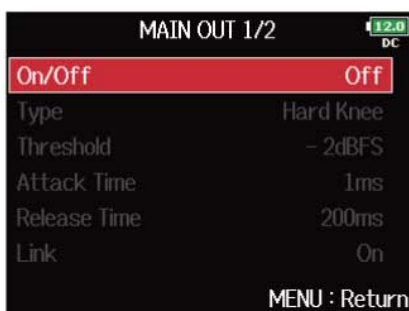 MAIN OUT 1/2 12.0
DC
On/Off Off
Type Hard Knee
Threshold – 2dBFS
Attack Time 1ms
Release Time 200ms
Link On
MENU : Return